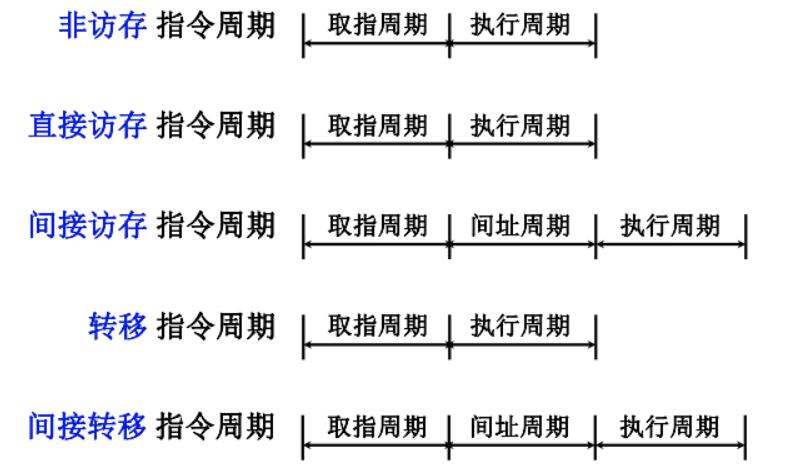 非访存 指令周期 取指周期 执行周期
直接访存 指令周期 取指周期 执行周期
间接访存 指令周期 取指周期 间址周期 执行周期
转移 指令周期 取指周期 执行周期
间接转移 指令周期 取指周期 间址周期 执行周期